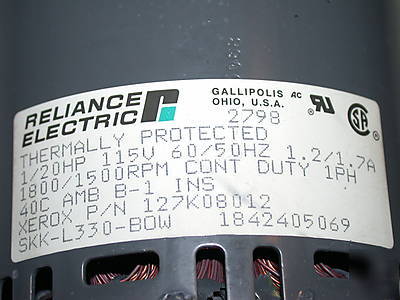 RELIANCE
ELECTRIC
GALLIPOLIS AC
OHIO, U.S.A.
2798
THERMALLY PROTECTED
1/20HP 115V 60/50HZ 1.2/1.7A
1800/1500RPM CONT DUTY 1PH
40C AMB B-1 INS
XEROX P/N 127K08012
SKK-L330-BOW 1842405069